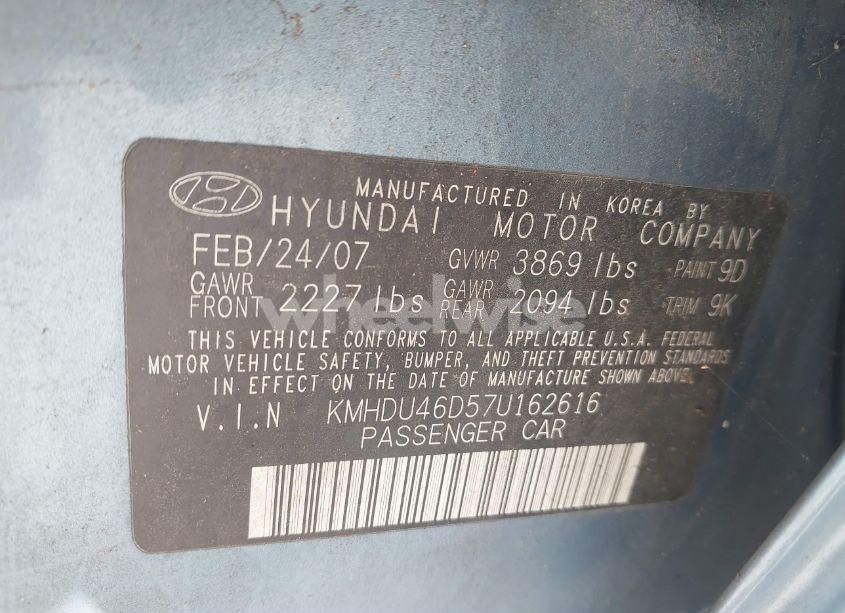 MANUFACTURED IN KOREA BY
HYUNDAI MOTOR COMPANY
FEB/24/07 GVWR 3869 lbs PAINT 9D
GAWR FRONT 2227 lbs GAWR REAR 2094 lbs TRIM 9K
THIS VEHICLE CONFORMS TO ALL APPLICABLE U.S.A. FEDERAL
MOTOR VEHICLE SAFETY, BUMPER, AND THEFT PREVENTION STANDARDS
IN EFFECT ON THE DATE OF MANUFACTURE SHOWN ABOVE.
V.I.N KMHDU46D57U162616
PASSENGER CAR
wheelwise